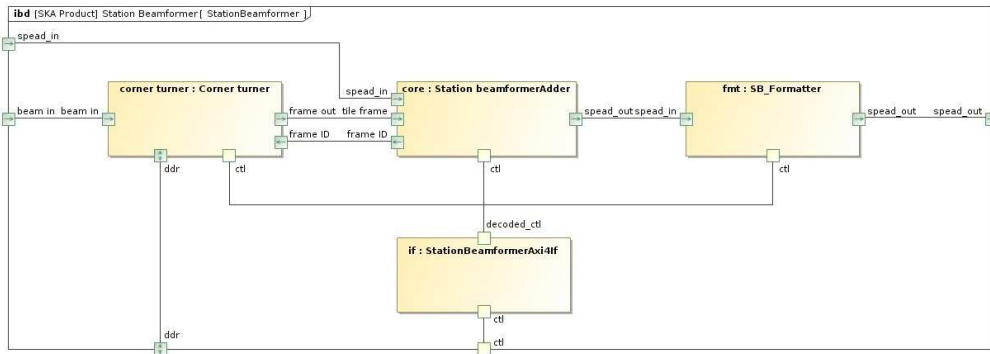 ibd [SKA Product] Station Beamformer[ StationBeamformer ]
spead_in
corner turner : Corner turner
core : Station beamformerAdder
fmt : SB_Formatter
spead_in
beam in beam in
frame out tile frame
spead_out spead_in
spead_out spead_out
frame ID frame ID
ddr
ctl
ctl
ctl
decoded_ctl
if : StationBeamformerAxi4If
ctl
ddr
ctl